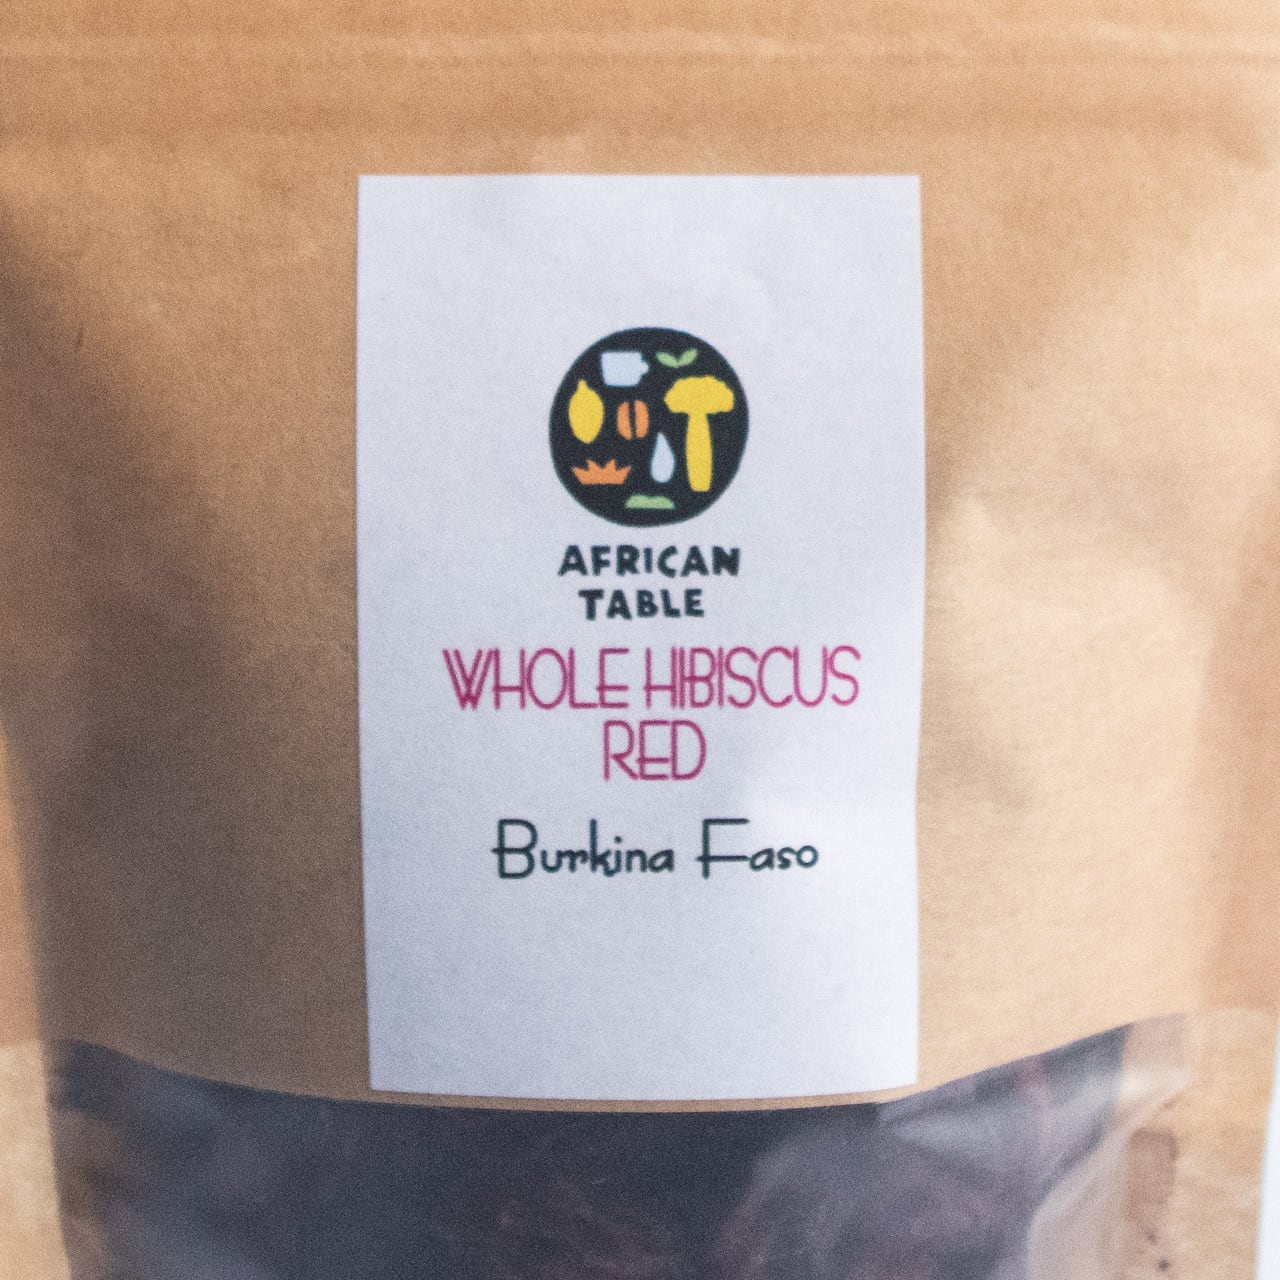 AFRICAN
TABLE
WHOLE HIBISCUS
RED
Burkina Faso